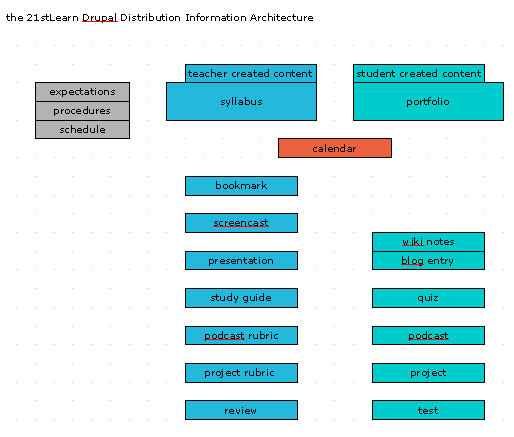 the 21stLearn Drupal Distribution Information Architecture
teacher created content
student created content
expectations
syllabus
portfolio
procedures
schedule
calendar
bookmark
screencast
wiki notes
presentation
blog entry
study guide
quiz
podcast rubric
podcast
project rubric
project
review
test